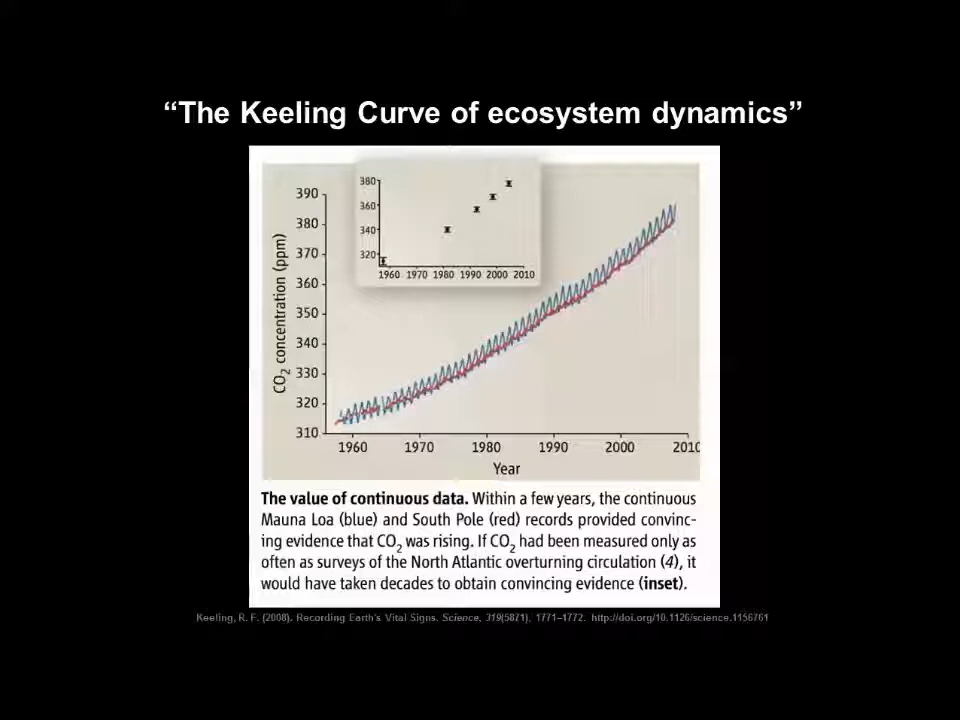 “The Keeling Curve of ecosystem dynamics”
380
360
340
320
1960 1970 1980 1990 2000 2010
390
380
370
360
350
340
330
320
310
CO2 concentration (ppm)
1960 1970 1980 1990 2000 2010
Year
The value of continuous data. Within a few years, the continuous
Mauna Loa (blue) and South Pole (red) records provided convinc-
ing evidence that CO2 was rising. If CO2 had been measured only as
often as surveys of the North Atlantic overturning circulation (4), it
would have taken decades to obtain convincing evidence (inset).
Keeling, R. F. (2008). Recording Earth's Vital Signs. Science, 319(5871), 1771–1772. http://doi.org/10.1126/science.1156761